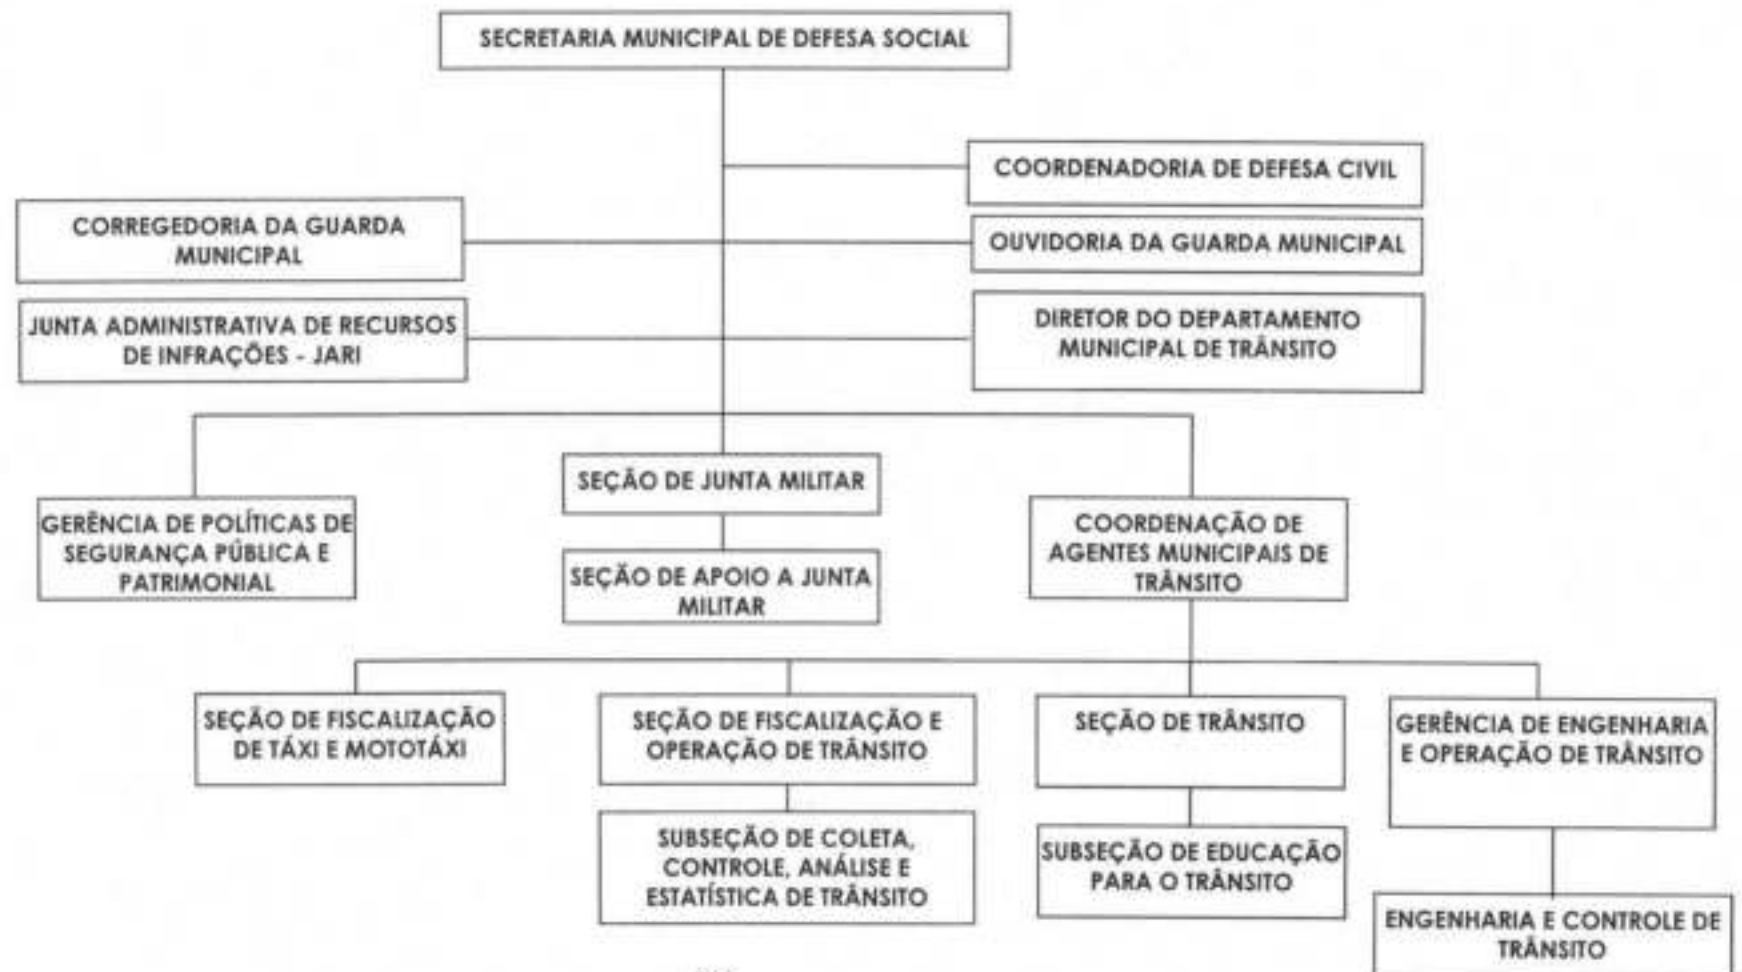 SECRETARIA MUNICIPAL DE DEFESA SOCIAL
COORDENADORIA DE DEFESA CIVIL
CORREGEDORIA DA GUARDA
MUNICIPAL
OUVIDORIA DA GUARDA MUNICIPAL
JUNTA ADMINISTRATIVA DE RECURSOS
DE INFRAÇÕES - JARI
DIRETOR DO DEPARTAMENTO
MUNICIPAL DE TRÂNSITO
GERÊNCIA DE POLÍTICAS DE
SEGURANÇA PÚBLICA E
PATRIMONIAL
SEÇÃO DE JUNTA MILITAR
SEÇÃO DE APOIO A JUNTA
MILITAR
COORDENAÇÃO DE
AGENTES MUNICIPAIS DE
TRÂNSITO
SEÇÃO DE FISCALIZAÇÃO
DE TÁXI E MOTOTÁXI
SEÇÃO DE FISCALIZAÇÃO E
OPERAÇÃO DE TRÂNSITO
SUBSEÇÃO DE COLETA,
CONTROLE, ANÁLISE E
ESTATÍSTICA DE TRÂNSITO
SEÇÃO DE TRÂNSITO
SUBSEÇÃO DE EDUCAÇÃO
PARA O TRÂNSITO
GERÊNCIA DE ENGENHARIA
E OPERAÇÃO DE TRÂNSITO
ENGENHARIA E CONTROLE DE
TRÂNSITO